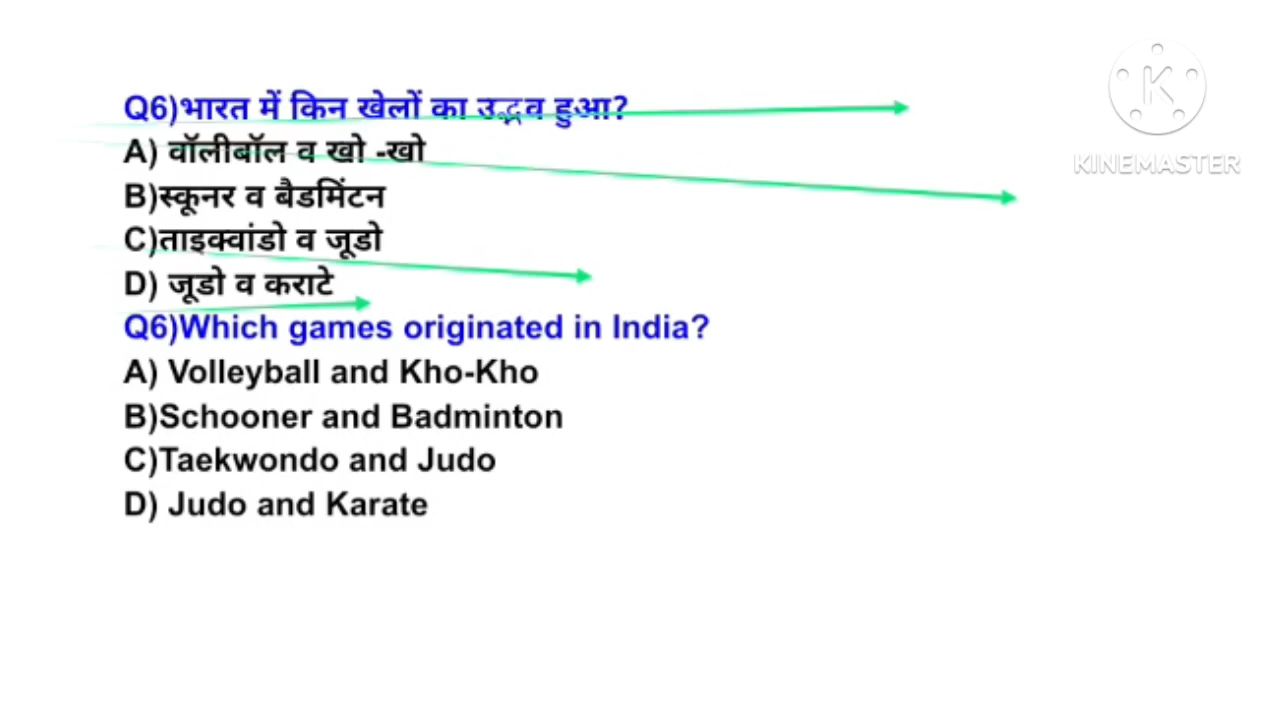 Q6)भारत में किन खेलों का उद्भव हुआ?
A) वॉलीबॉल व खो -खो
B)स्कूनर व बैडमिंटन
C)ताइक्वांडो व जूडो
D) जूडो व कराटे
Q6)Which games originated in India?
A) Volleyball and Kho-Kho
B)Schooner and Badminton
C)Taekwondo and Judo
D) Judo and Karate
K
KINEMASTER